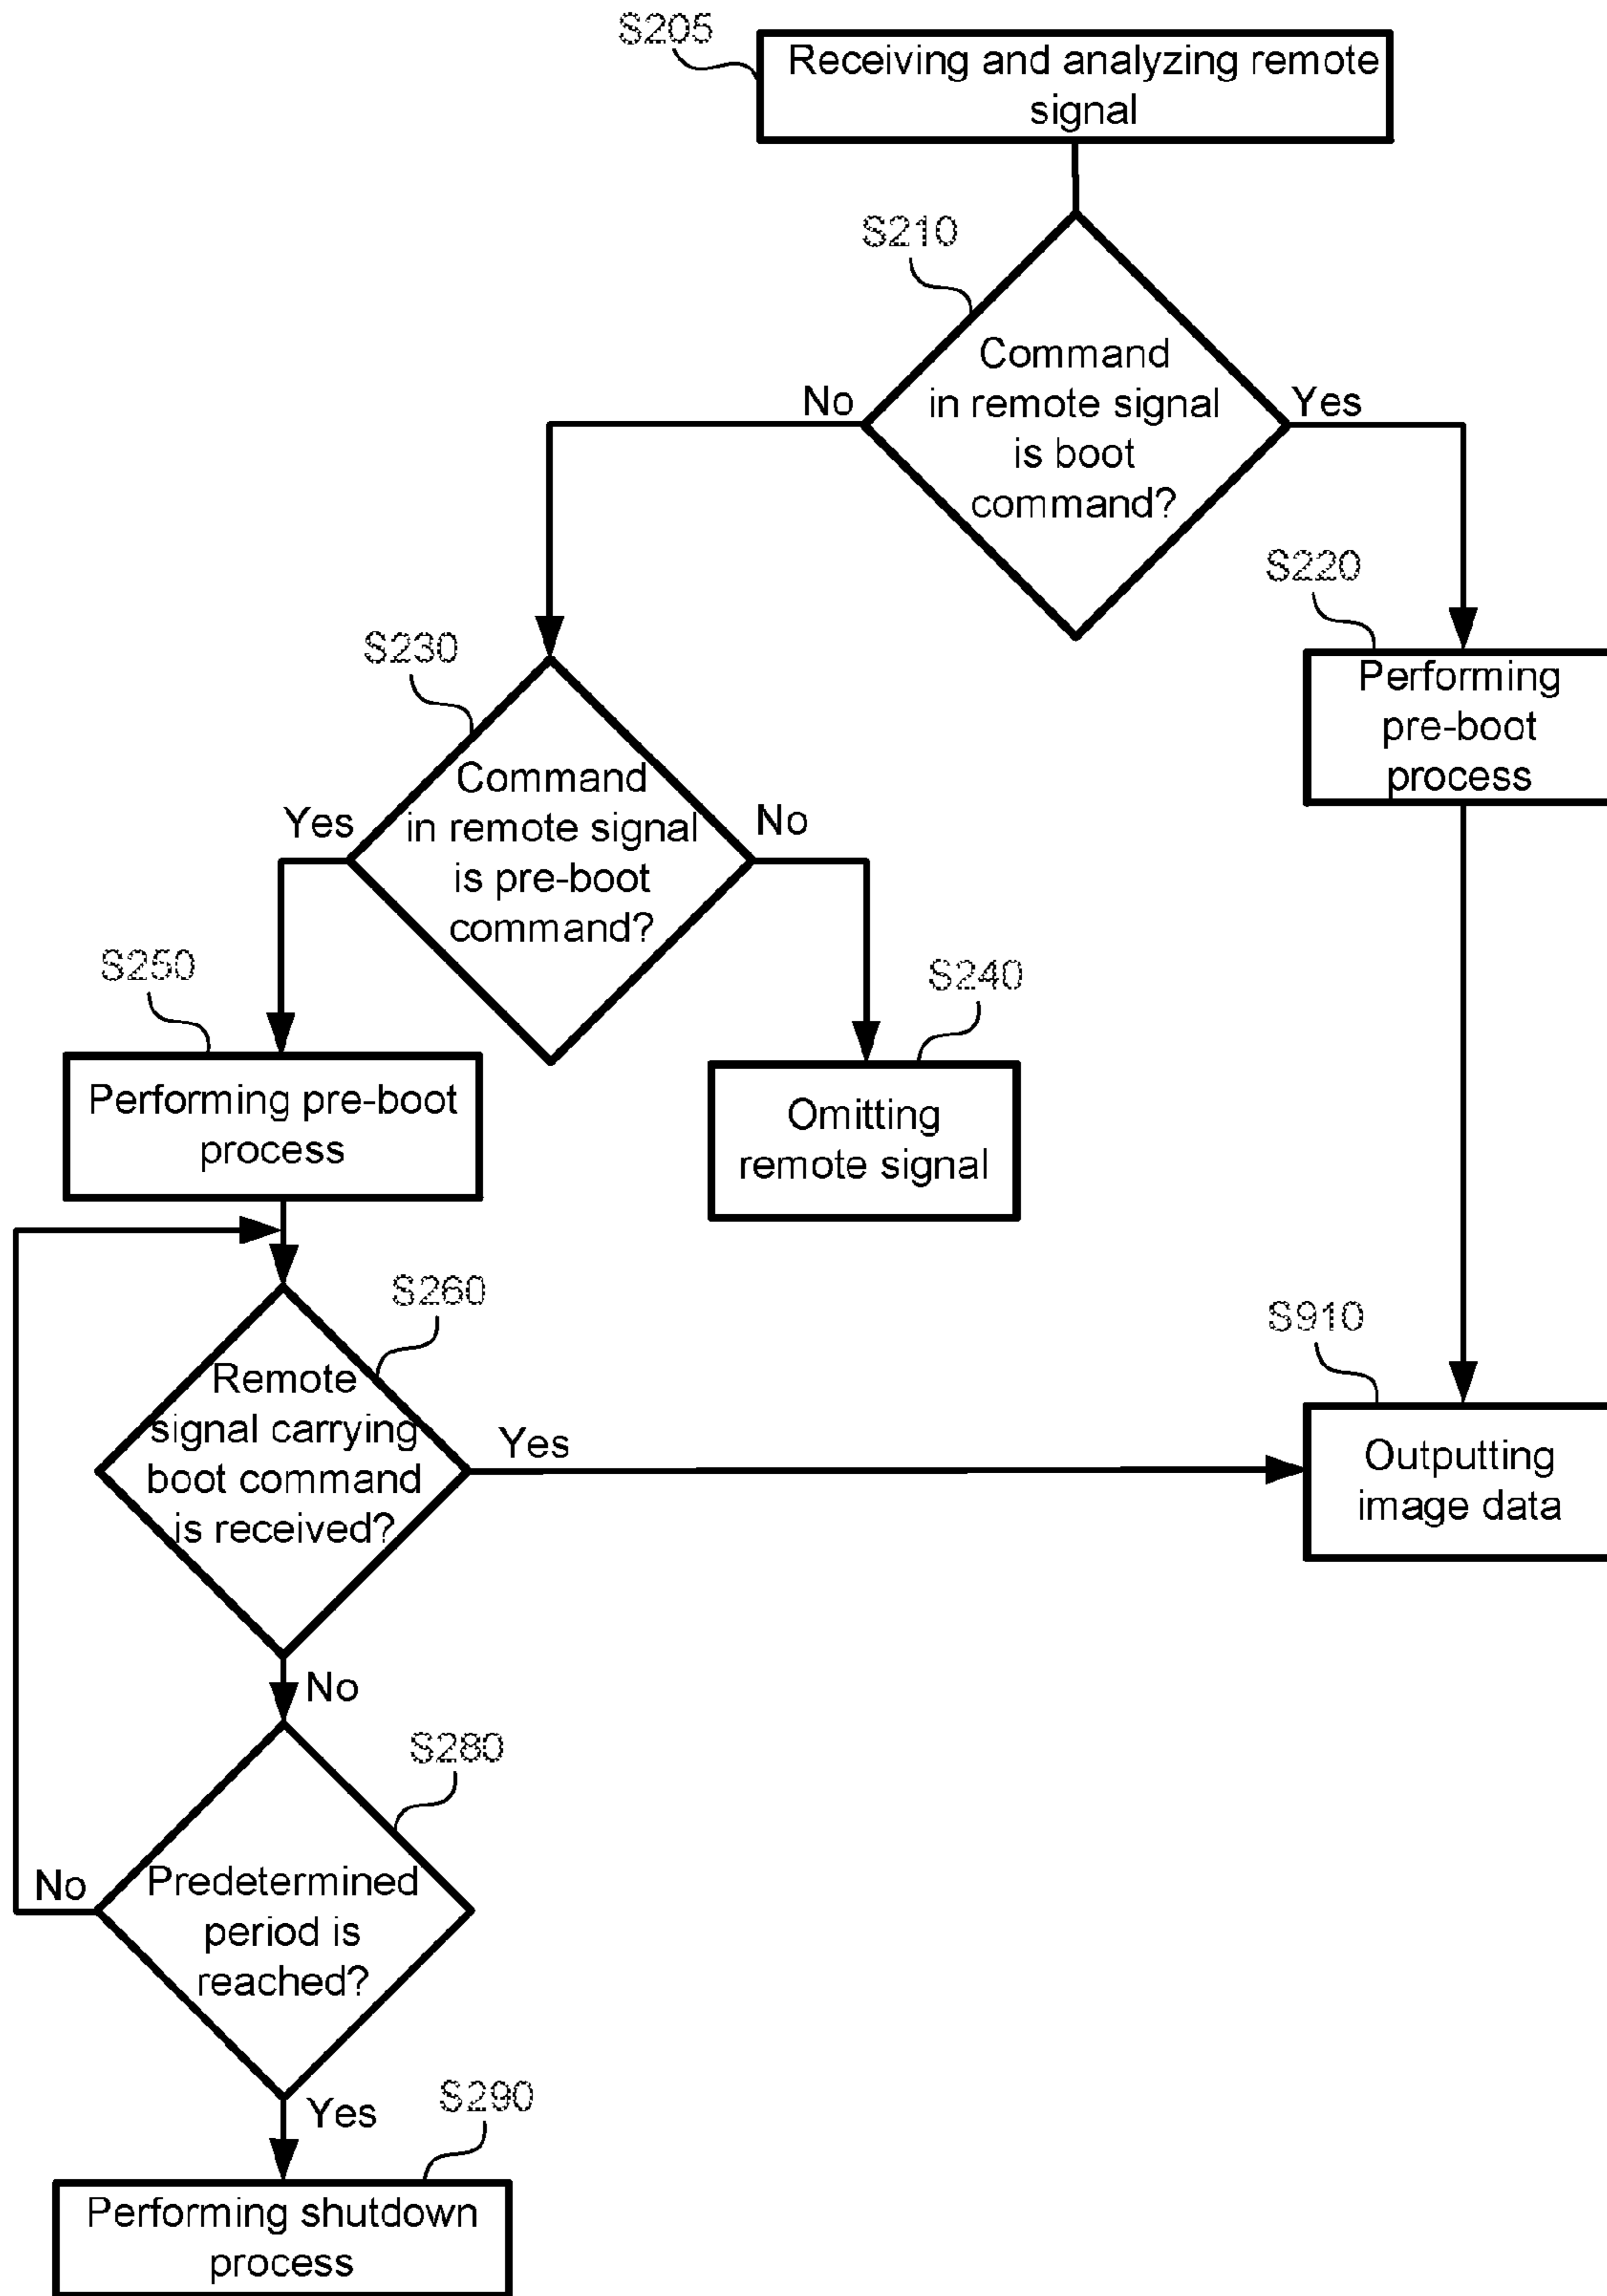 S205
Receiving and analyzing remote
signal
S210
Command
in remote signal
is boot
command?
No
Yes
S220
Performing
pre-boot
process
S230
Command
in remote signal
is pre-boot
command?
Yes
No
S250
Performing pre-boot
process
S240
Omitting
remote signal
S260
Remote
signal carrying
boot command
is received?
Yes
S910
Outputting
image data
No
S280
Predetermined
period is
reached?
No
Yes
S290
Performing shutdown
process